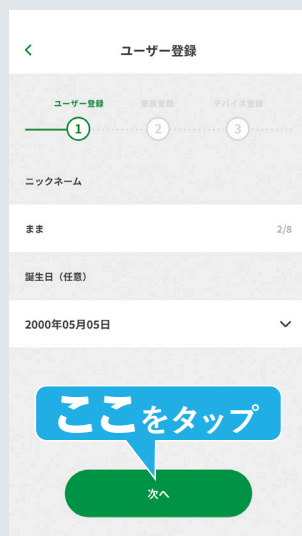 ユーザー登録
ユーザー登録 家族登録 デバイス登録
1 2 3
ニックネーム
まま 2/8
誕生日（任意）
2000年05月05日
ここをタップ
次へ